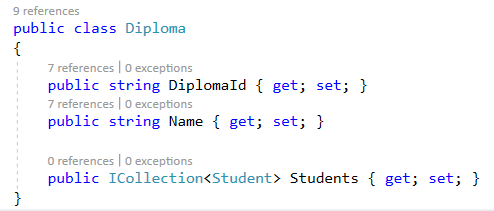 9 references
public class Diploma
{
7 references | 0 exceptions
public string DiplomaId { get; set; }
7 references | 0 exceptions
public string Name { get; set; }
0 references | 0 exceptions
public ICollection<Student> Students { get; set; }
}